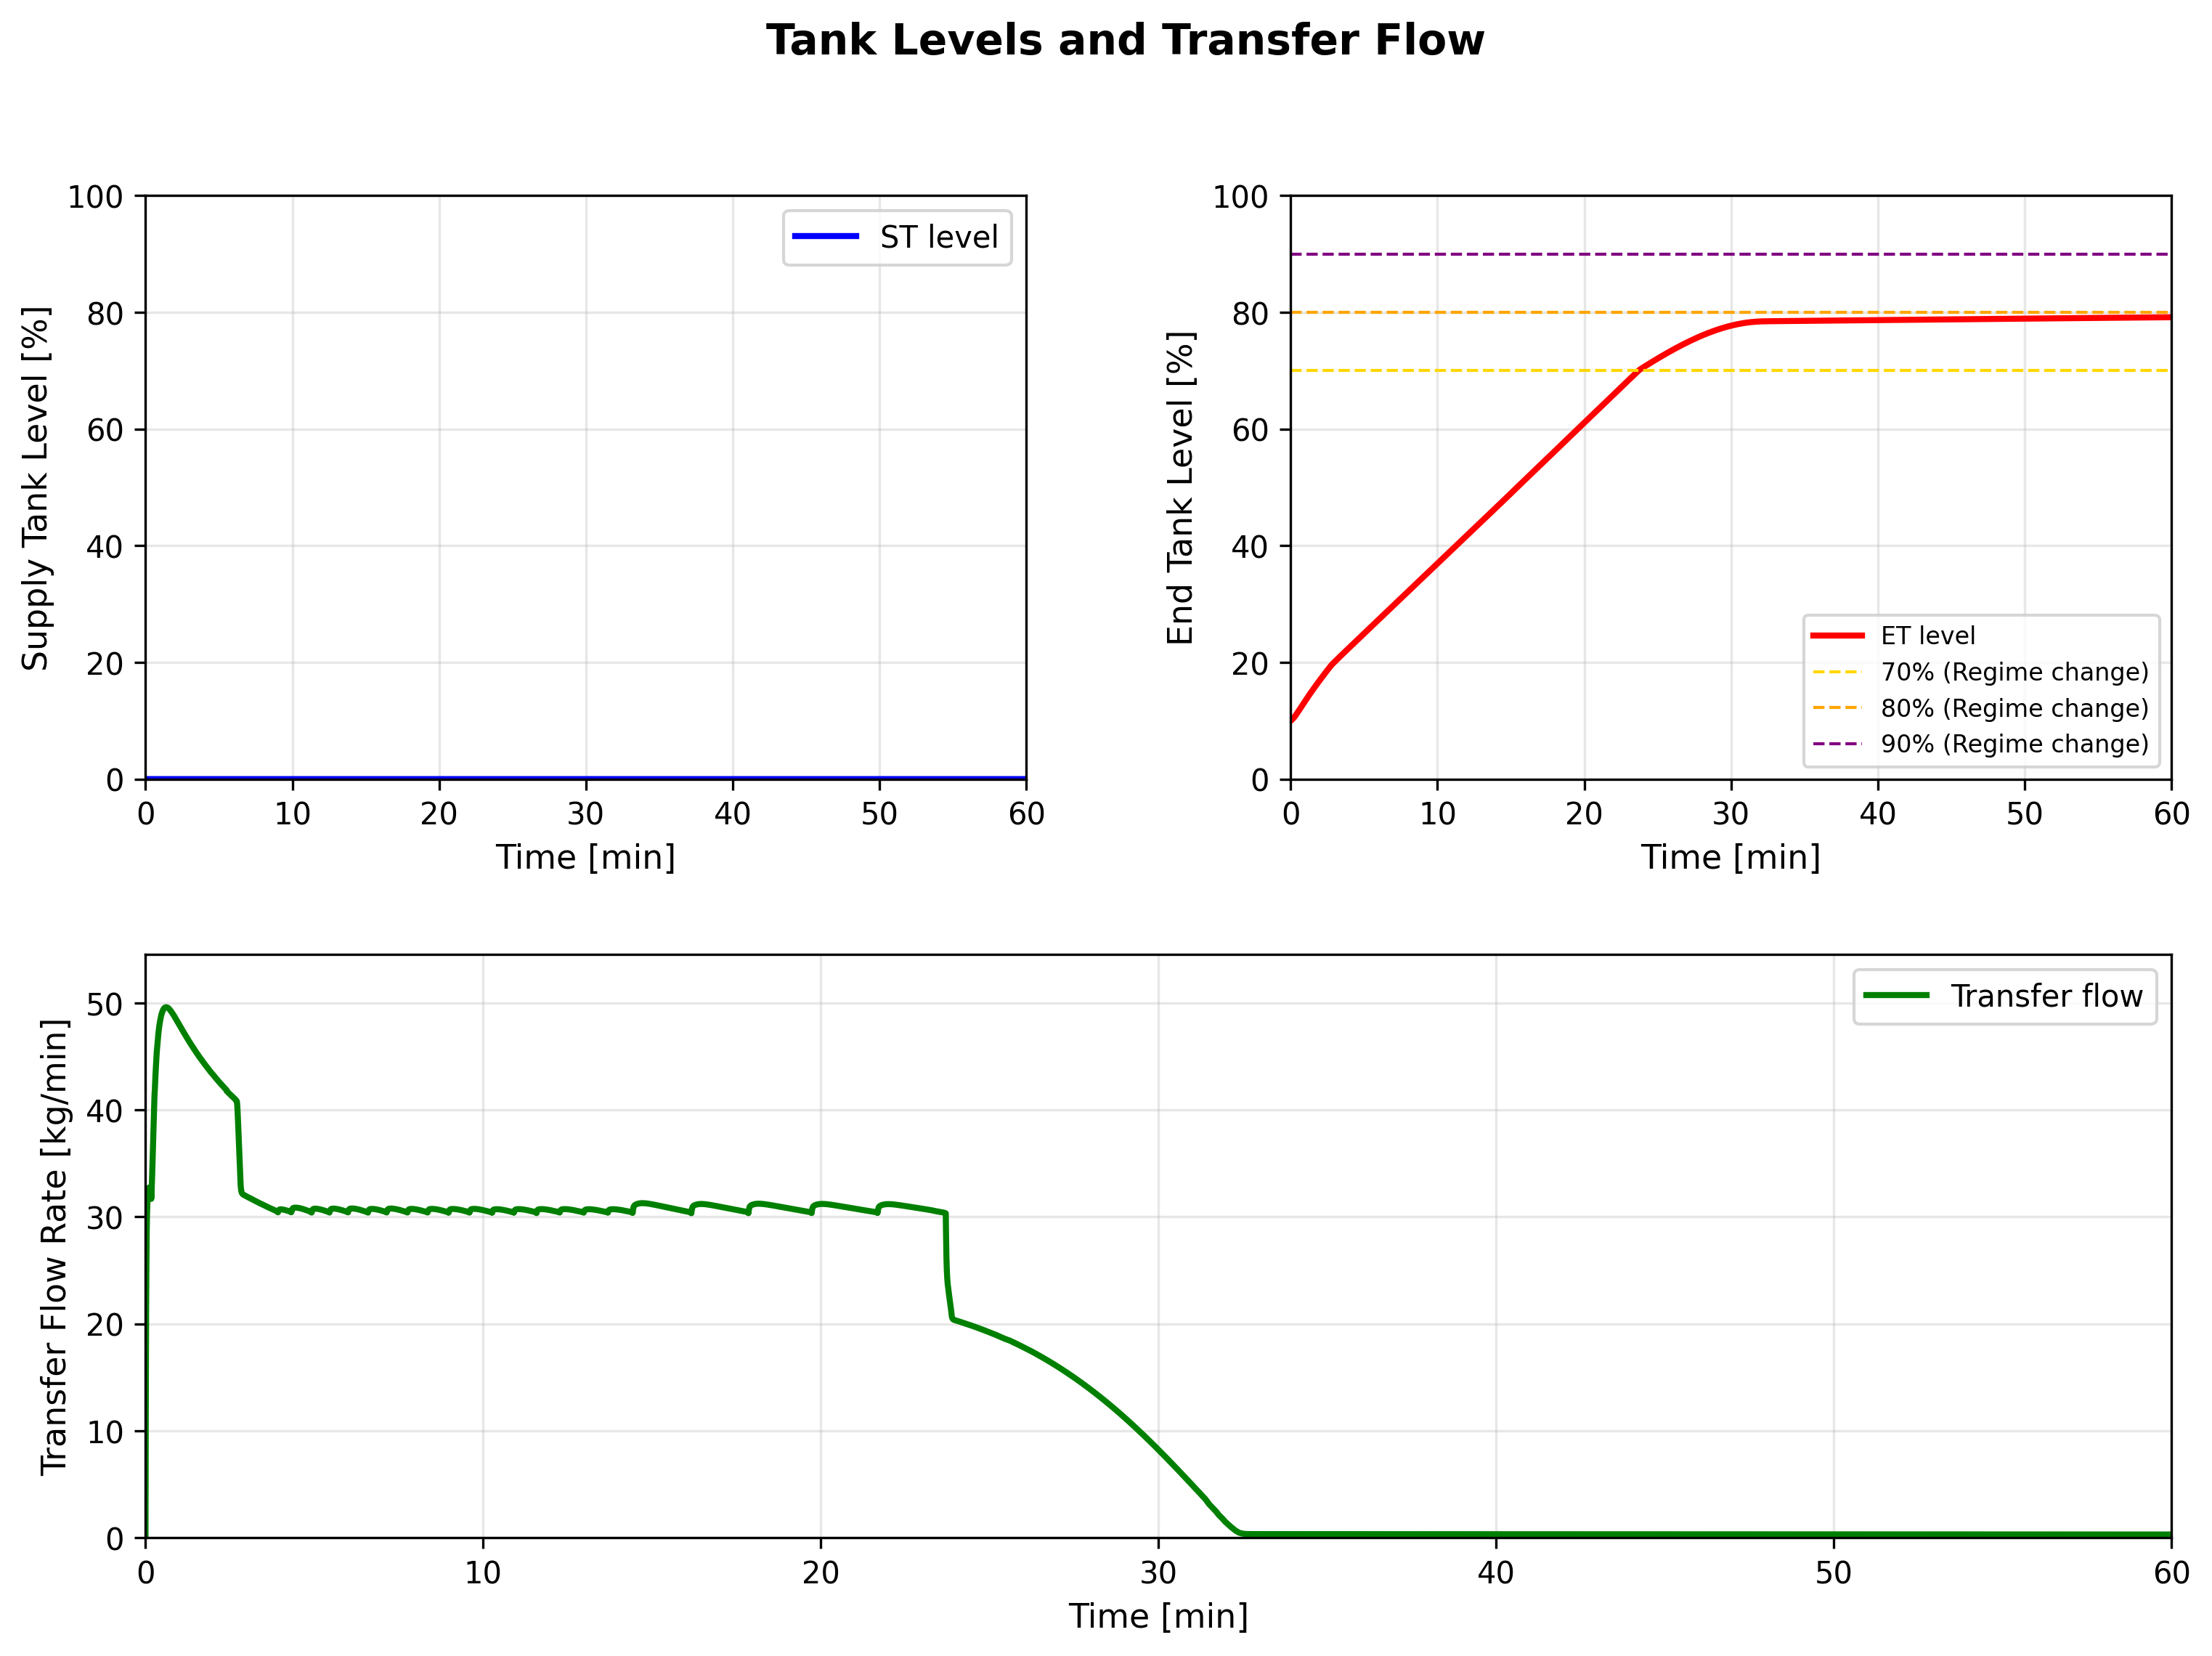 Tank Levels and Transfer Flow
Supply Tank Level [%]
100
80
60
40
20
0
ST level
0 10 20 30 40 50 60
Time [min]
End Tank Level [%]
100
80
60
40
20
0
ET level
70% (Regime change)
80% (Regime change)
90% (Regime change)
0 10 20 30 40 50 60
Time [min]
Transfer Flow Rate [kg/min]
50
40
30
20
10
0
Transfer flow
0 10 20 30 40 50 60
Time [min]